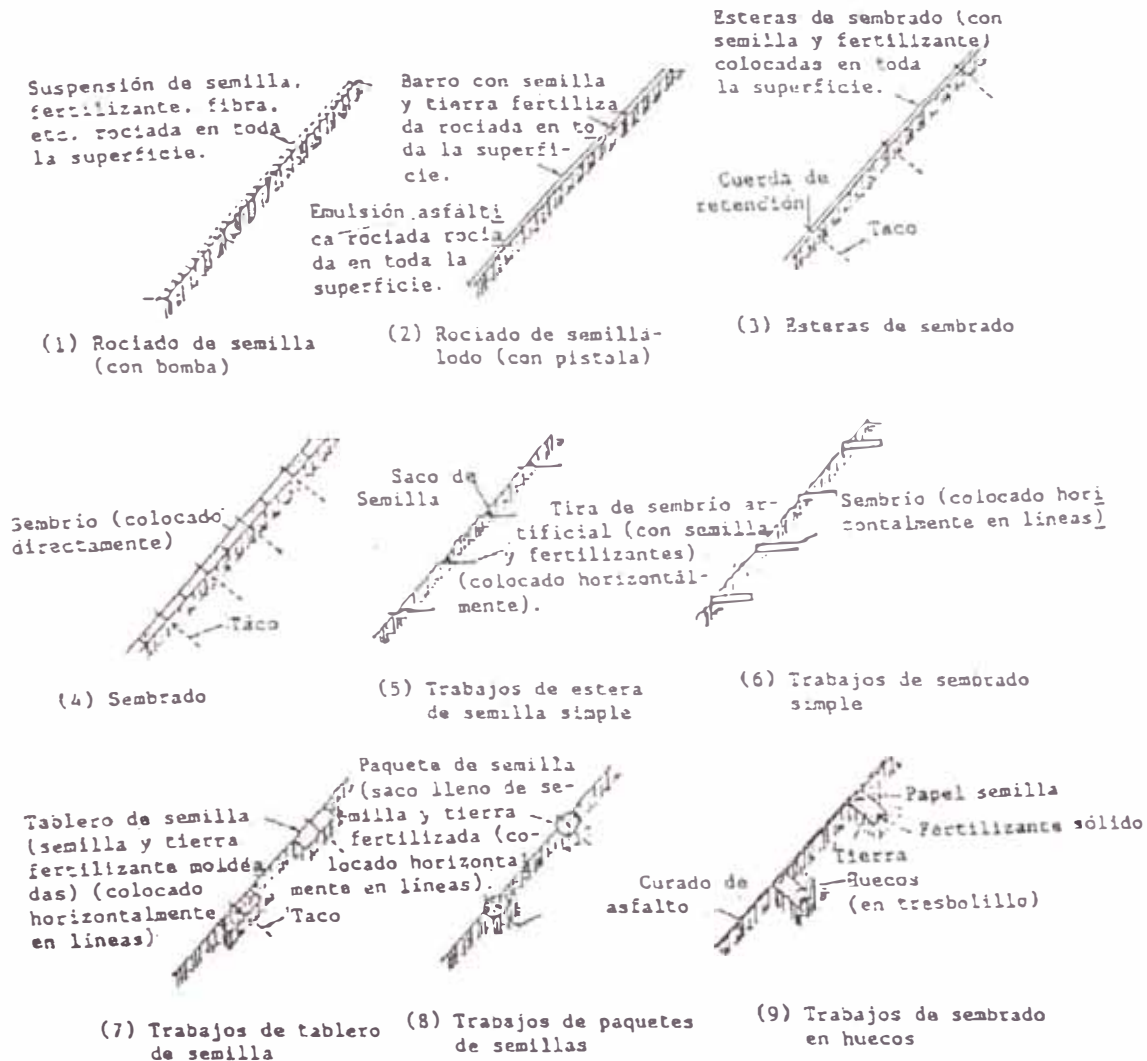 Suspensión de semilla,
fertilizante, fibra,
etc. rociada en toda
la superficie.
(1) Rociado de semilla
(con bomba)
Barro con semilla
y tierra fertiliza
da rociada en to
da la superfi-
cie.
Emulsión asfálti
ca rociada rocia
da en toda la
superficie.
(2) Rociado de semilla-
lodo (con pistola)
Esteras de sembrado (con
semilla y fertilizante)
colocadas en toda
la superficie.
Cuerda de
retención
Taco
(3) Esteras de sembrado
Sembrio (colocado
directamente)
Taco
(4) Sembrado
Saco de
Semilla
Tira de sembrio ar-
tificial (con semilla
y fertilizantes)
(colocado horizontal-
mente).
(5) Trabajos de estera
de semilla simple
Sembrio (colocado hori
zontalmente en líneas)
(6) Trabajos de sembrado
simple
Tablero de semilla
(semilla y tierra
fertilizante moldea
das) (colocado
horizontalmente
en líneas)
Taco
(7) Trabajos de tablero
de semilla
Paquete de semilla
(saco lleno de se-
milla y tierra
fertilizada (co-
locado horizonta
mente en líneas).
(8) Trabajos de paquetes
de semillas
Papel semilla
Fertilizante sólido
Tierra
Huecos
(en tresbolillo)
Curado de
asfalto
(9) Trabajos de sembrado
en huecos